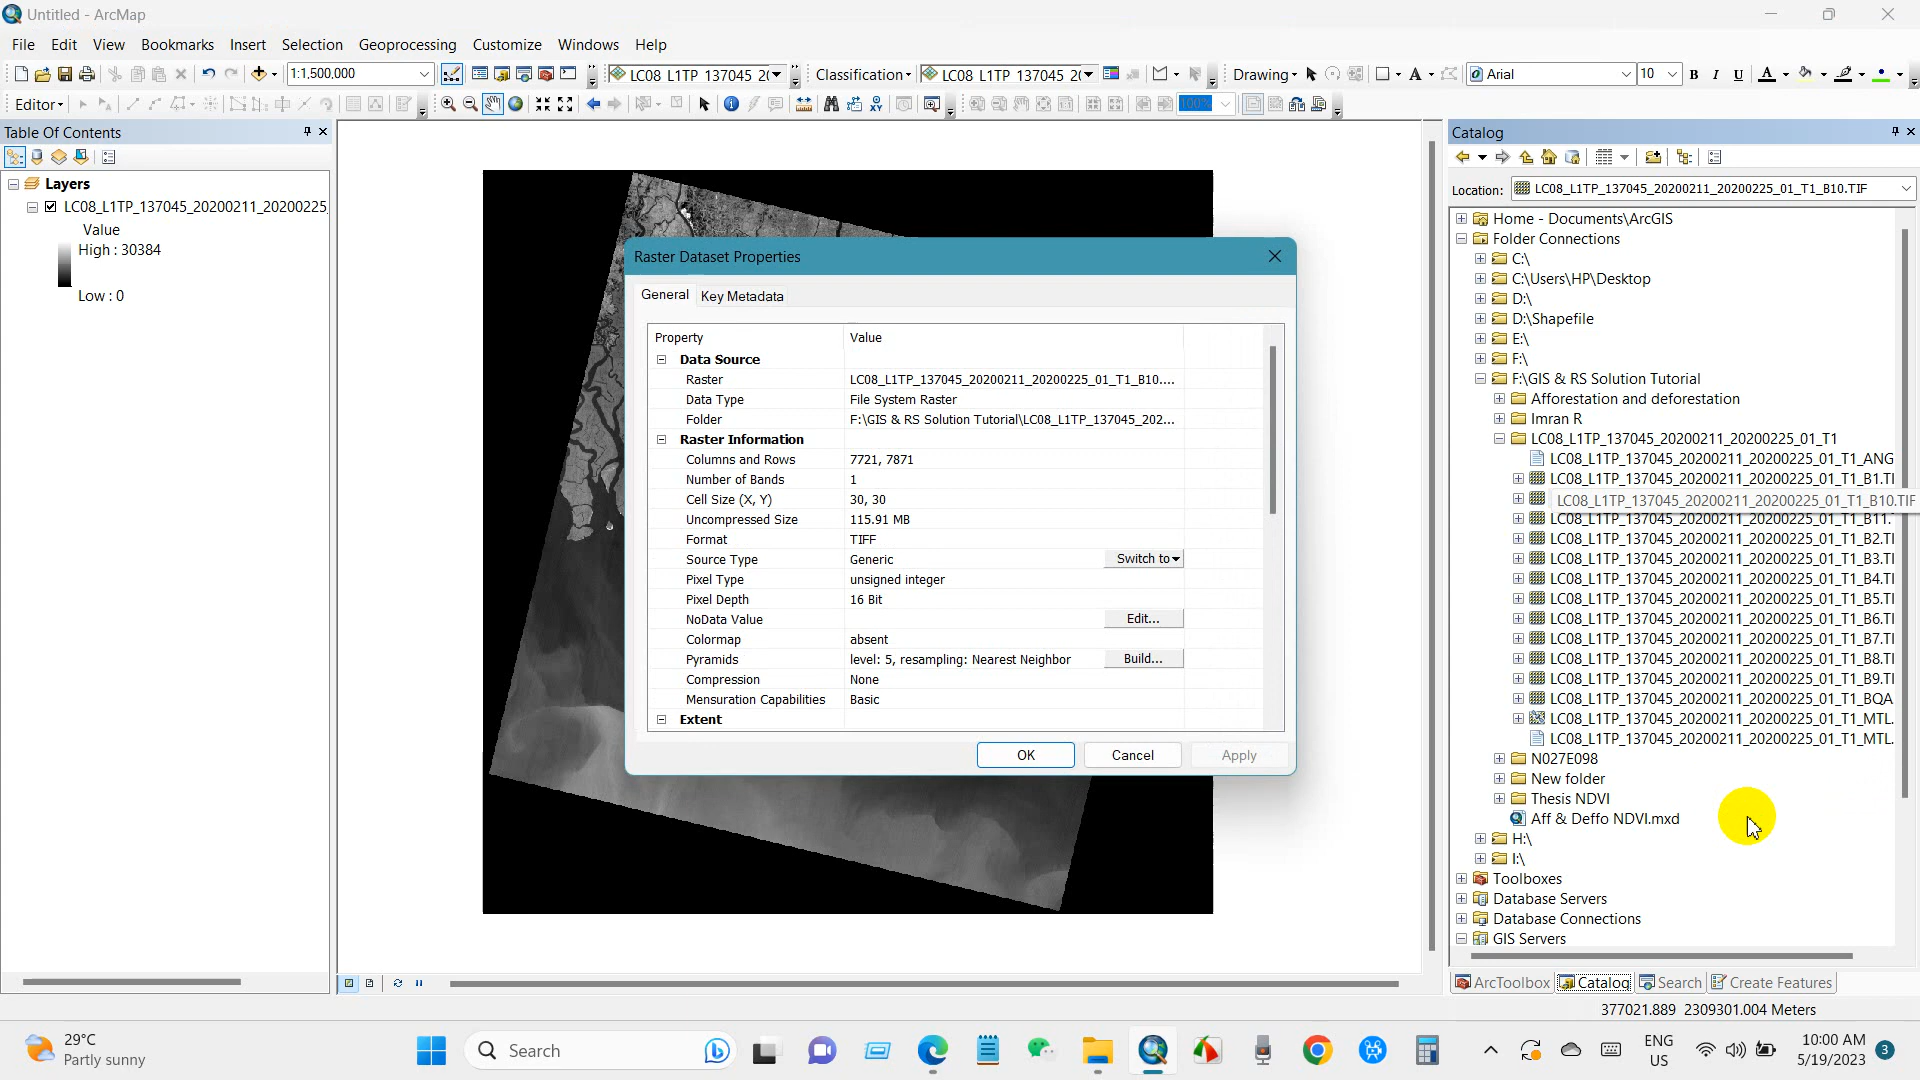 Untitled - ArcMap
File Edit View Bookmarks Insert Selection Geoprocessing Customize Windows Help
1:1,500,000 LC08 L1TP 137045 2( Classification LC08 L1TP 137045 2( Drawing Arial 10 B I U A
Editor 100%
Table Of Contents
Layers
LC08_L1TP_137045_20200211_20200225
Value
High : 30384
Low : 0
Raster Dataset Properties
General Key Metadata
Property Value
Data Source
Raster LC08_L1TP_137045_20200211_20200225_01_T1_B10....
Data Type File System Raster
Folder F:\GIS & RS Solution Tutorial\LC08_L1TP_137045_202...
Raster Information
Columns and Rows 7721, 7871
Number of Bands 1
Cell Size (X, Y) 30, 30
Uncompressed Size 115.91 MB
Format TIFF
Source Type Generic Switch to
Pixel Type unsigned integer
Pixel Depth 16 Bit
NoData Value Edit...
Colormap absent
Pyramids level: 5, resampling: Nearest Neighbor Build...
Compression None
Mensuration Capabilities Basic
Extent
OK Cancel Apply
Catalog
Location: LC08_L1TP_137045_20200211_20200225_01_T1_B10.TIF
Home - Documents\ArcGIS
Folder Connections
C:\
C:\Users\HP\Desktop
D:\
D:\Shapefile
E:\
F:\
F:\GIS & RS Solution Tutorial
Afforestation and deforestation
Imran R
LC08_L1TP_137045_20200211_20200225_01_T1
LC08_L1TP_137045_20200211_20200225_01_T1_ANG
LC08_L1TP_137045_20200211_20200225_01_T1_B1.TI
LC08_L1TP_137045_20200211_20200225_01_T1_B10.TIF
LC08_L1TP_137045_20200211_20200225_01_T1_B11.
LC08_L1TP_137045_20200211_20200225_01_T1_B2.TI
LC08_L1TP_137045_20200211_20200225_01_T1_B3.TI
LC08_L1TP_137045_20200211_20200225_01_T1_B4.TI
LC08_L1TP_137045_20200211_20200225_01_T1_B5.TI
LC08_L1TP_137045_20200211_20200225_01_T1_B6.TI
LC08_L1TP_137045_20200211_20200225_01_T1_B7.TI
LC08_L1TP_137045_20200211_20200225_01_T1_B8.TI
LC08_L1TP_137045_20200211_20200225_01_T1_B9.TI
LC08_L1TP_137045_20200211_20200225_01_T1_BQA
LC08_L1TP_137045_20200211_20200225_01_T1_MTL.
LC08_L1TP_137045_20200211_20200225_01_T1_MTL.
N027E098
New folder
Thesis NDVI
Aff & Deffo NDVI.mxd
H:\
I:\
Toolboxes
Database Servers
Database Connections
GIS Servers
ArcToolbox Catalog Search Create Features
377021.889 2309301.004 Meters
29°C
Partly sunny
Search
ENG
US
10:00 AM
5/19/2023
3